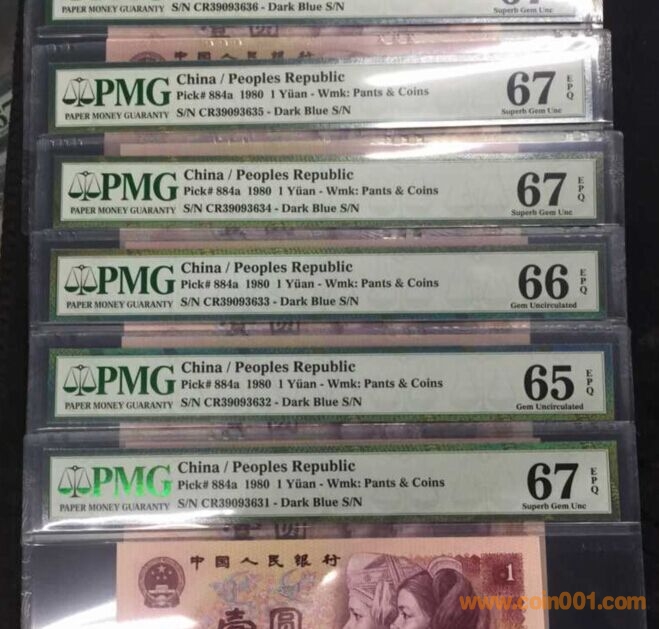 PAPER MONEY GUARANTY
S/N CR39093636 - Dark Blue S/N
67
Superb Gem Unc
PMG
PAPER MONEY GUARANTY
China / Peoples Republic
Pick# 884a 1980 1 Yüan - Wmk: Pants & Coins
S/N CR39093635 - Dark Blue S/N
67
EPQ
Superb Gem Unc
PMG
PAPER MONEY GUARANTY
China / Peoples Republic
Pick# 884a 1980 1 Yüan - Wmk: Pants & Coins
S/N CR39093634 - Dark Blue S/N
67
EPQ
Superb Gem Unc
PMG
PAPER MONEY GUARANTY
China / Peoples Republic
Pick# 884a 1980 1 Yüan - Wmk: Pants & Coins
S/N CR39093633 - Dark Blue S/N
66
EPQ
Gem Uncirculated
PMG
PAPER MONEY GUARANTY
China / Peoples Republic
Pick# 884a 1980 1 Yüan - Wmk: Pants & Coins
S/N CR39093632 - Dark Blue S/N
65
EPQ
Gem Uncirculated
PMG
PAPER MONEY GUARANTY
China / Peoples Republic
Pick# 884a 1980 1 Yüan - Wmk: Pants & Coins
S/N CR39093631 - Dark Blue S/N
67
EPQ
Superb Gem Unc
中国人民银行
1
壹圆
www.coin001.com